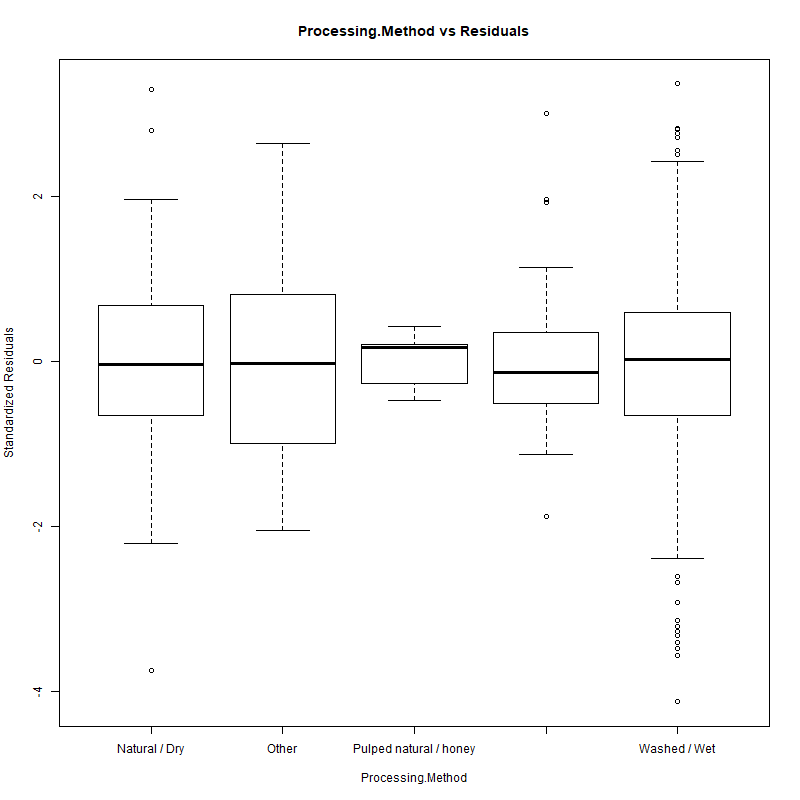 Processing.Method vs Residuals
Standardized Residuals
2
0
-2
-4
Natural / Dry Other Pulped natural / honey Washed / Wet
Processing.Method